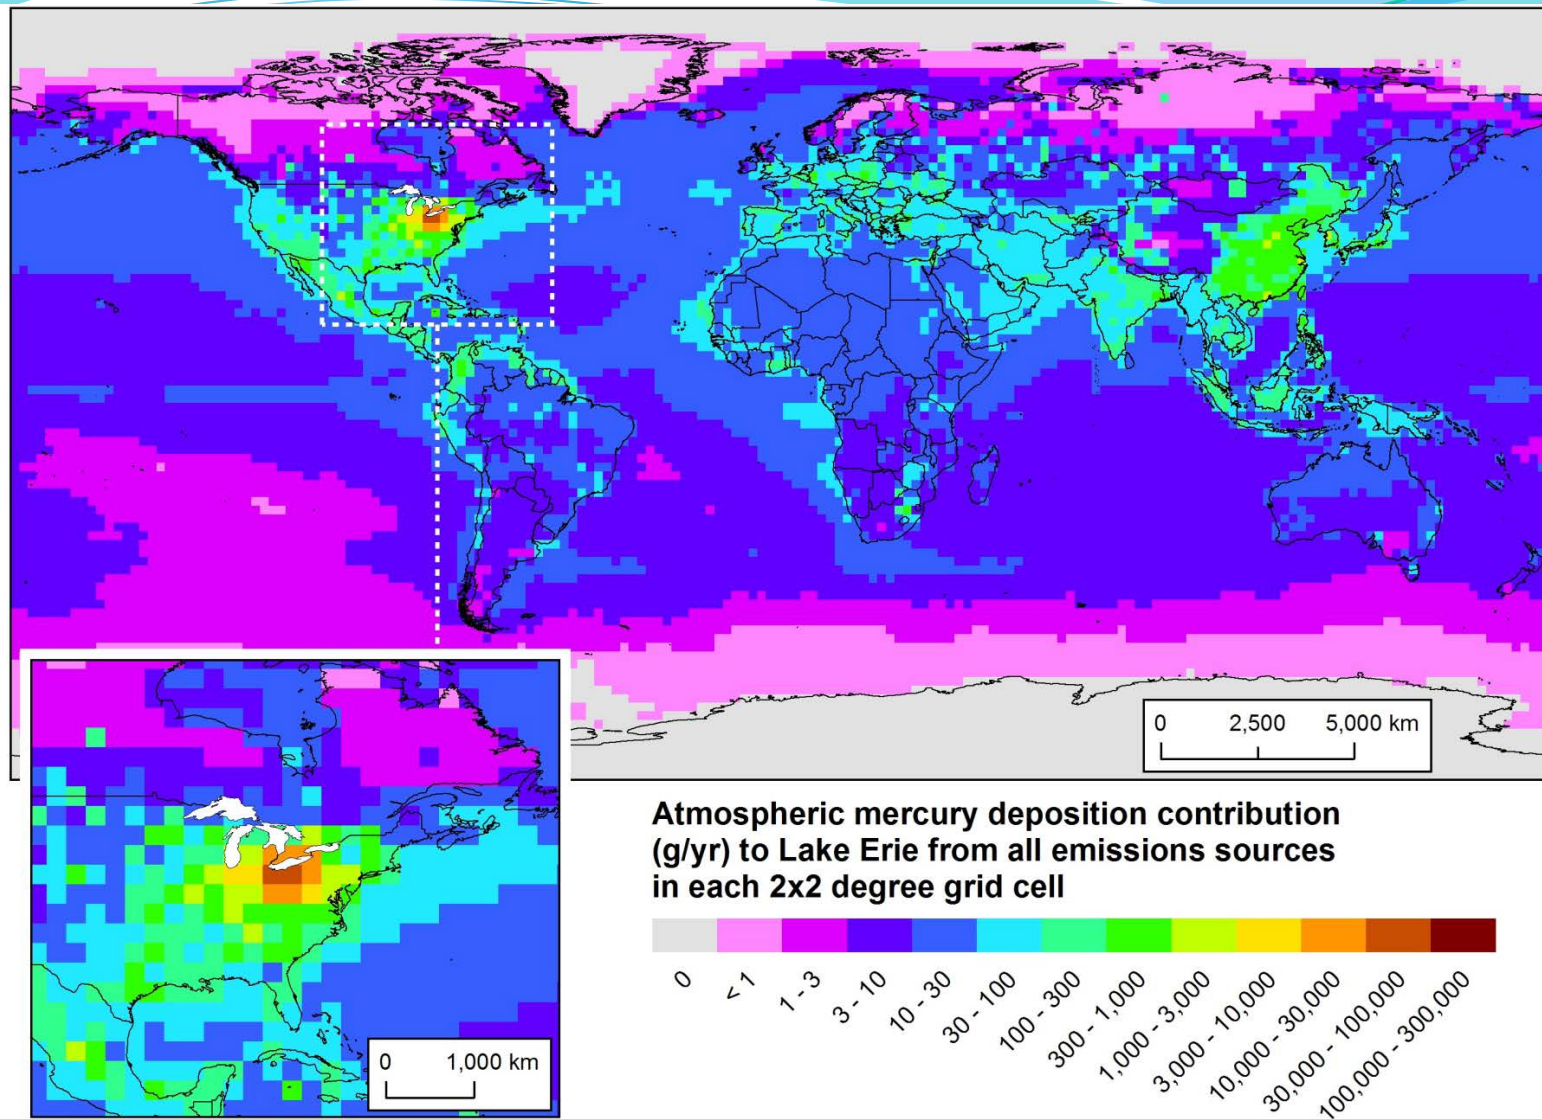 0 2,500 5,000 km
0 1,000 km
Atmospheric mercury deposition contribution
(g/yr) to Lake Erie from all emissions sources
in each 2x2 degree grid cell
0
< 1
1 - 3
3 - 10
10 - 30
30 - 100
100 - 300
300 - 1,000
1,000 - 3,000
3,000 - 10,000
10,000 - 30,000
30,000 - 100,000
100,000 - 300,000